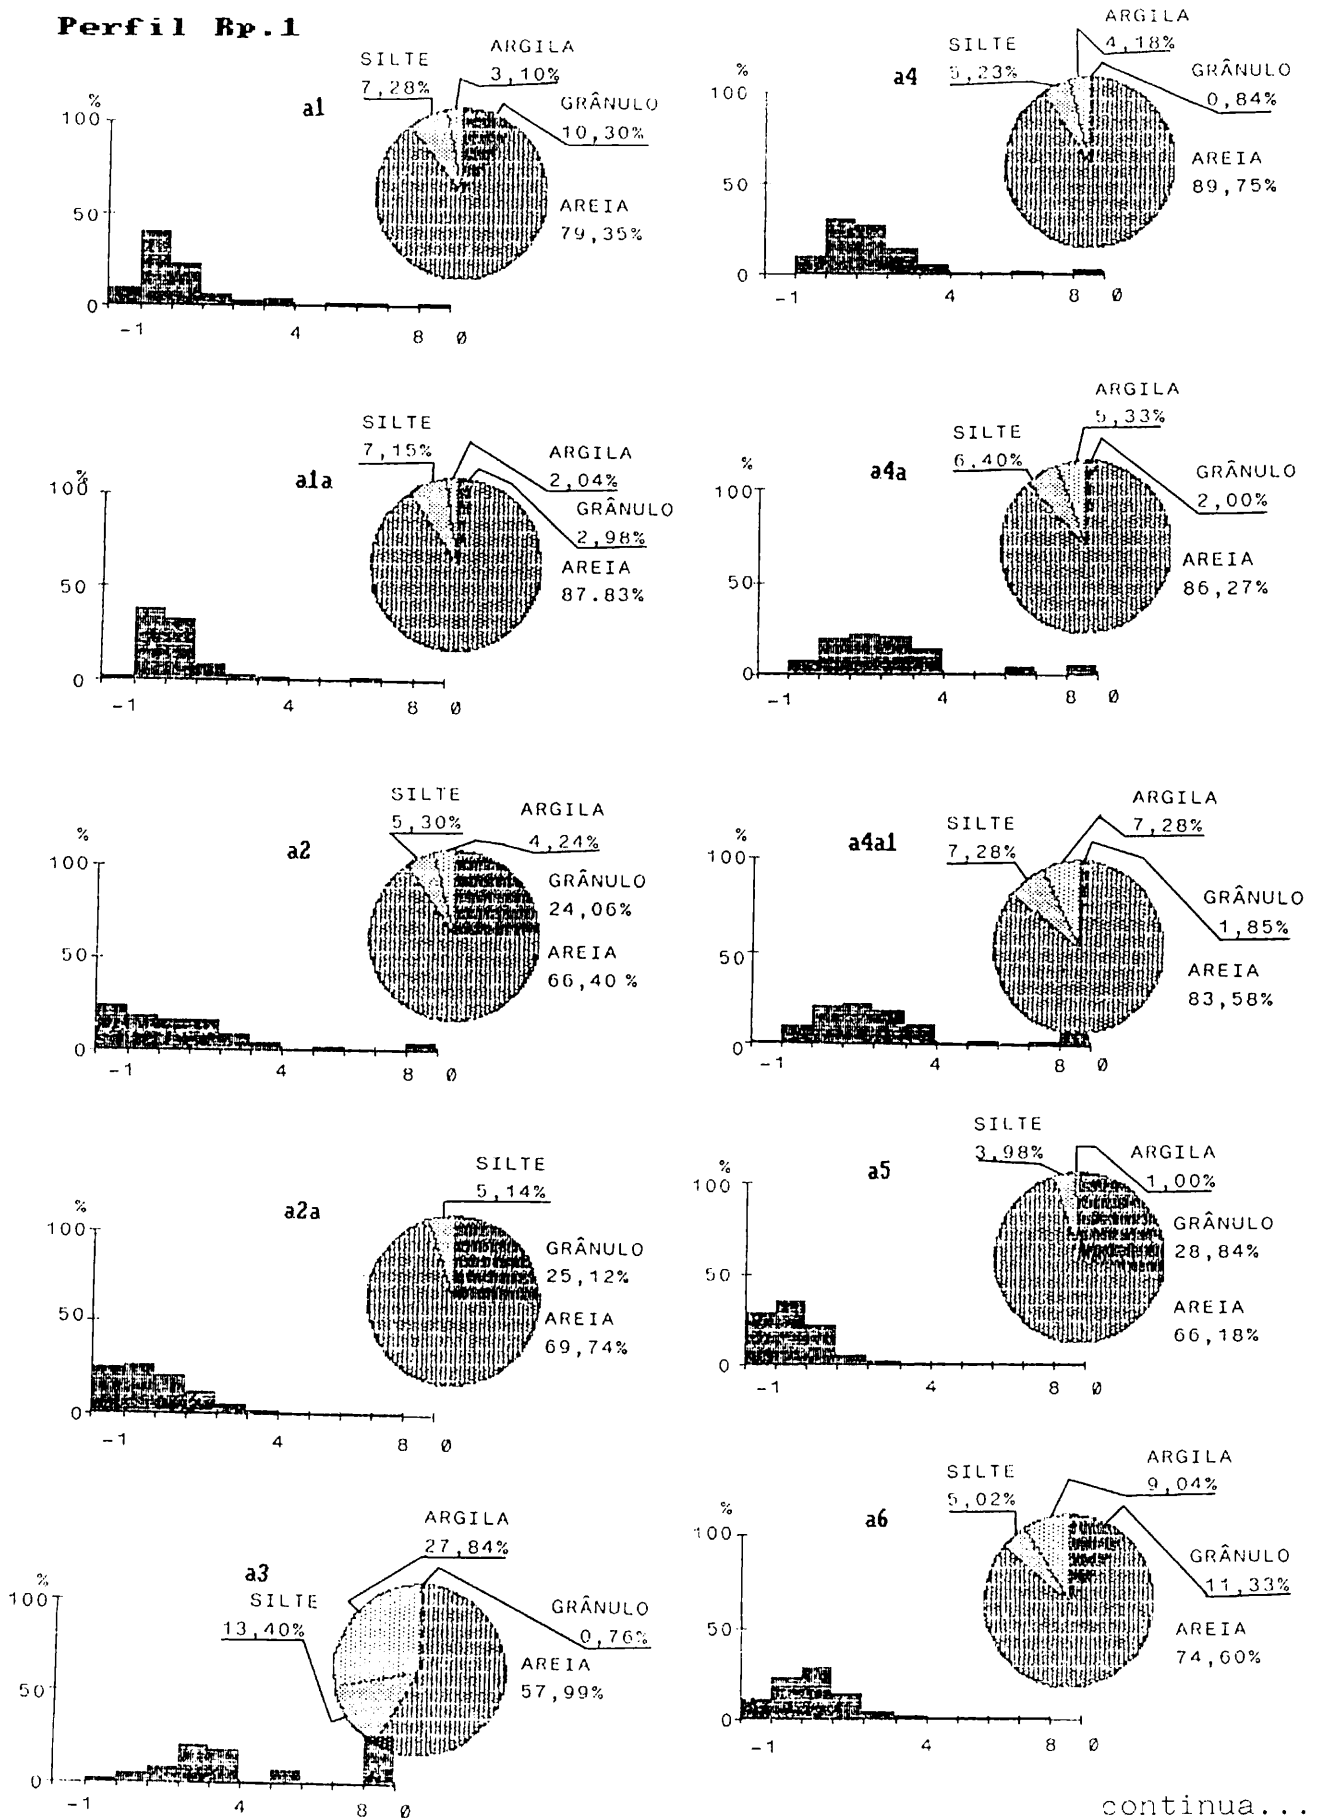 Perfil Rp.1
a1
SILTE
7,28%
ARGILA
3,10%
GRÂNULO
10,30%
AREIA
79,35%
%
100
50
0
-1 4 8 Ø
a4
SILTE
5,23%
ARGILA
4,18%
GRÂNULO
0,84%
AREIA
89,75%
%
100
50
0
-1 4 8 Ø
a1a
SILTE
7,15%
ARGILA
2,04%
GRÂNULO
2,98%
AREIA
87.83%
%
100
50
0
-1 4 8 Ø
a4a
SILTE
6,40%
ARGILA
5,33%
GRÂNULO
2,00%
AREIA
86,27%
%
100
50
0
-1 4 8 Ø
a2
SILTE
5,30%
ARGILA
4,24%
GRÂNULO
24,06%
AREIA
66,40 %
%
100
50
0
-1 4 8 Ø
a4a1
SILTE
7,28%
ARGILA
7,28%
GRÂNULO
1,85%
AREIA
83,58%
%
100
50
0
-1 4 8 Ø
a2a
SILTE
5,14%
GRÂNULO
25,12%
AREIA
69,74%
%
100
50
0
-1 4 8 Ø
a5
SILTE
3,98%
ARGILA
1,00%
GRÂNULO
28,84%
AREIA
66,18%
%
100
50
0
-1 4 8 Ø
a3
SILTE
13,40%
ARGILA
27,84%
GRÂNULO
0,76%
AREIA
57,99%
%
100
50
0
-1 4 8 Ø
a6
SILTE
5,02%
ARGILA
9,04%
GRÂNULO
11,33%
AREIA
74,60%
%
100
50
0
-1 4 8 Ø
continua...